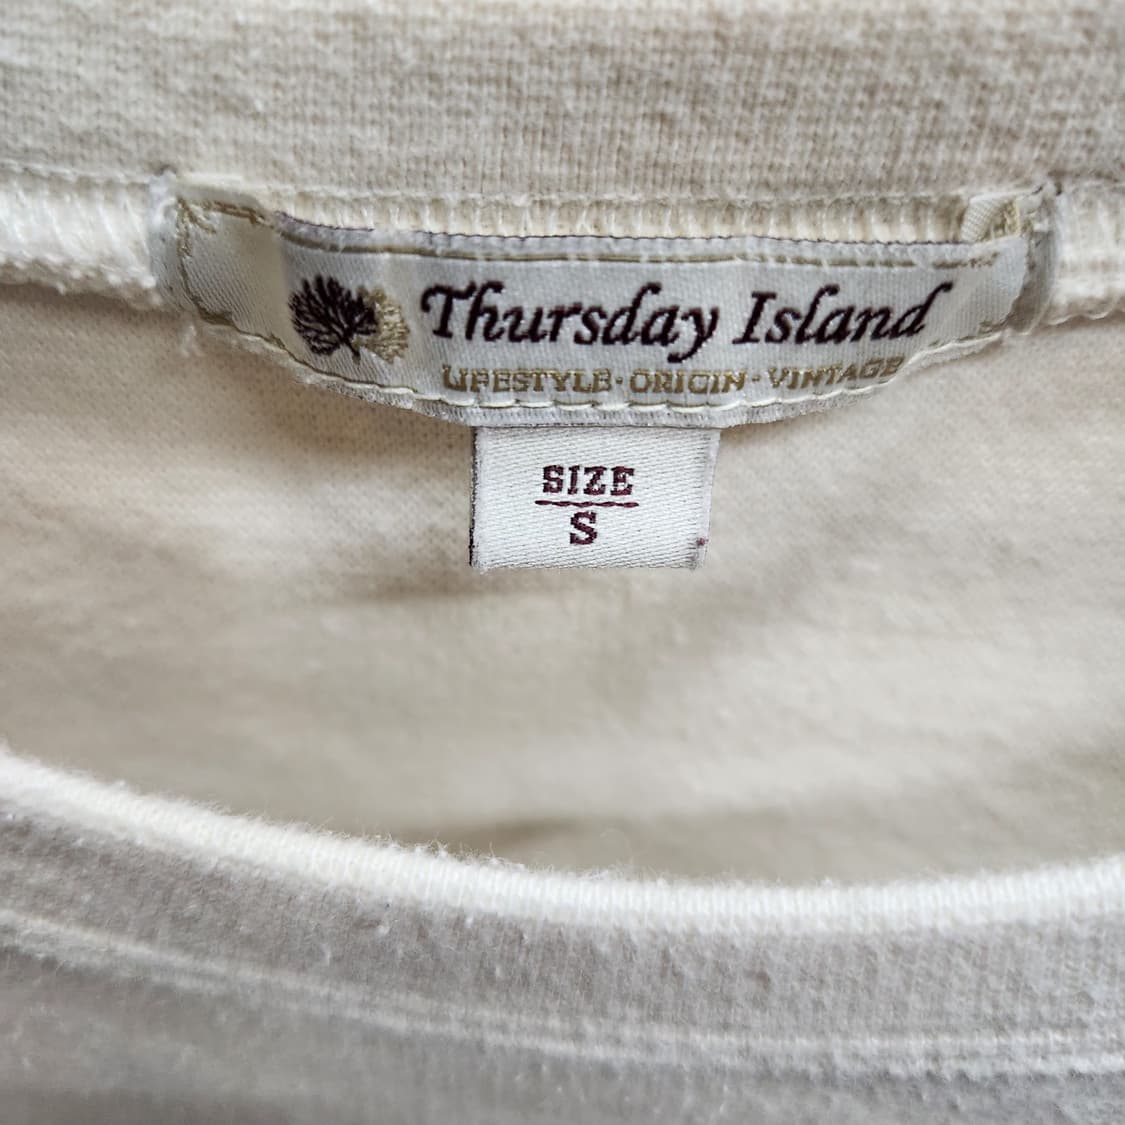 Thursday Island
LIFESTYLE·ORIGIN·VINTAGE
SIZE
S